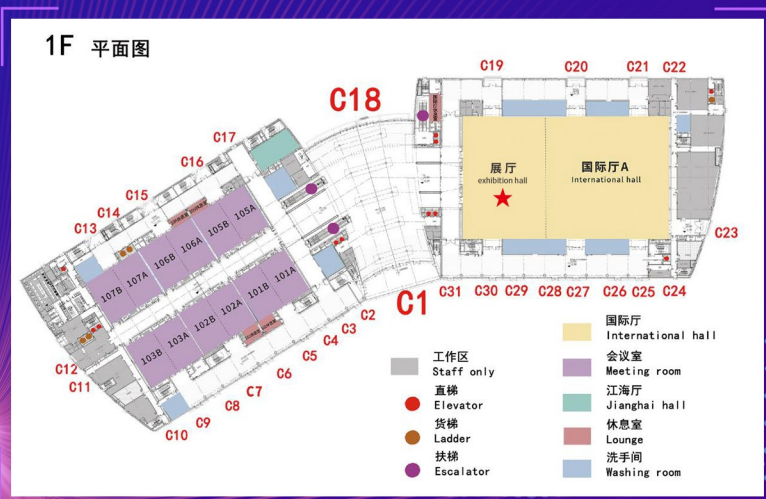 1F 平面图
C19
C20
C21
C22
C18
C17
C16
C15
C14
C13
展厅
exhibition hall
国际厅A
International hall
105A
105B
106A
106B
107A
107B
101A
101B
102A
102B
103A
103B
C23
C24
C25
C26
C27
C28
C29
C30
C31
C1
C2
C3
C4
C5
C6
C7
C8
C9
C10
C11
C12
工作区
Staff only
直梯
Elevator
货梯
Ladder
扶梯
Escalator
国际厅
International hall
会议室
Meeting room
江海厅
Jianghai hall
休息室
Lounge
洗手间
Washing room